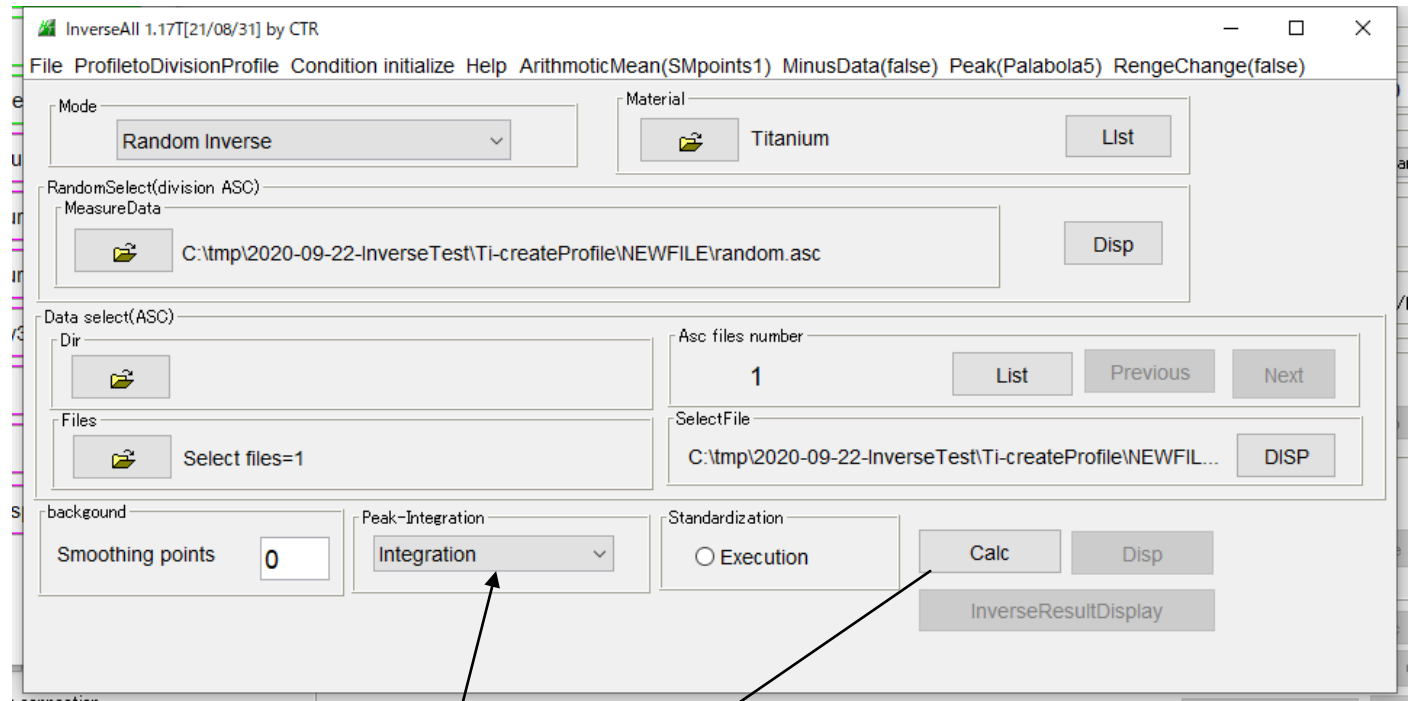 InverseAll 1.17T[21/08/31] by CTR
File ProfiletoDivisionProfile Condition initialize Help ArithmoticMean(SMpoints1) MinusData(false) Peak(Palabola5) RengeChange(false)
Mode
Material
Random Inverse
Titanium
LIst
RandomSelect(division ASC)
MeasureData
C:\tmp\2020-09-22-InverseTest\Ti-createProfile\NEWFILE\random.asc
Disp
Data select(ASC)
Dir
Asc files number
1
List
Previous
Next
Files
SelectFile
Select files=1
C:\tmp\2020-09-22-InverseTest\Ti-createProfile\NEWFIL...
DISP
backgound
Peak-Integration
Standardization
Smoothing points
0
Integration
Execution
Calc
Disp
InverseResultDisplay